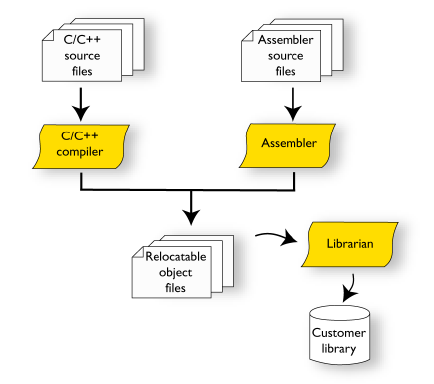 C/C++
source
files
Assembler
source
files
C/C++
compiler
Assembler
Relocatable
object
files
Librarian
Customer
library